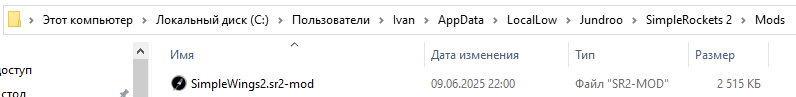 Этот компьютер > Локальный диск (C:) > Пользователи > Ivan > AppData > LocalLow > Jundroo > SimpleRockets 2 > Mods
Имя Дата изменения Тип Размер
доступ
SimpleWings2.sr2-mod 09.06.2025 22:00 Файл "SR2-MOD" 2 515 КБ
стол